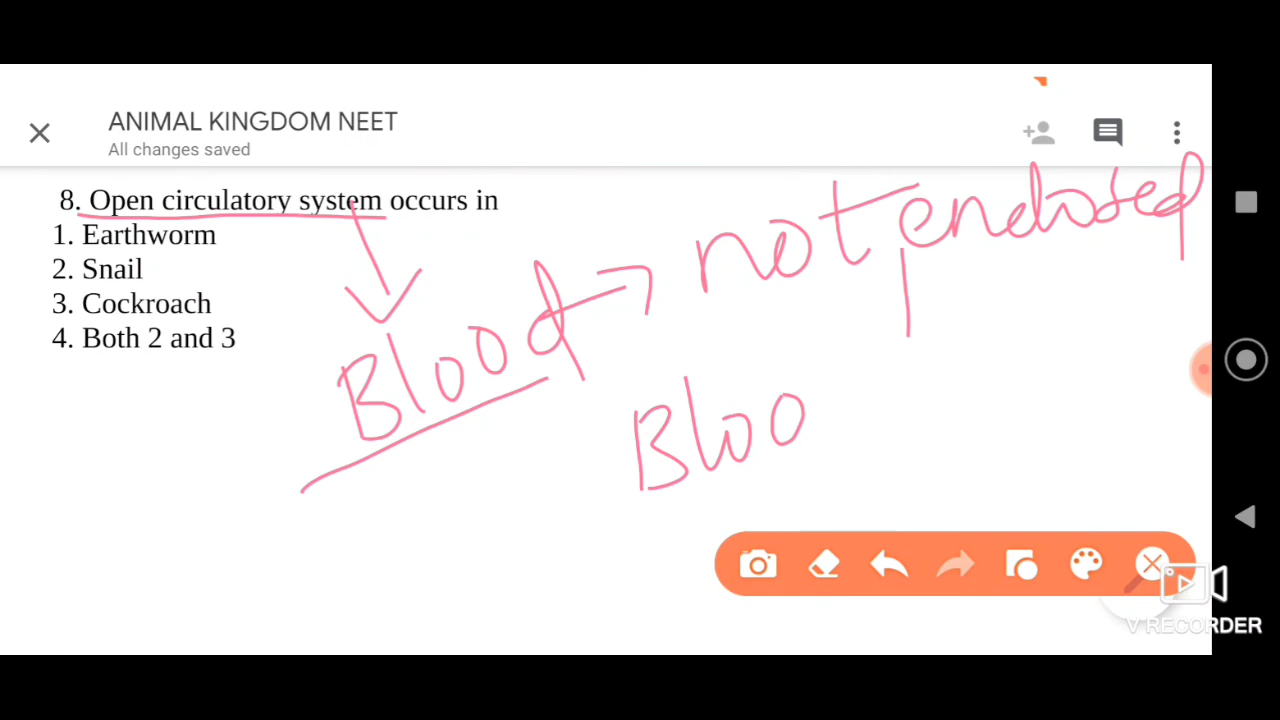 ANIMAL KINGDOM NEET
All changes saved
8. Open circulatory system occurs in
1. Earthworm
2. Snail
3. Cockroach
4. Both 2 and 3
Blood → not enclosed
Bloo
V RECORDER